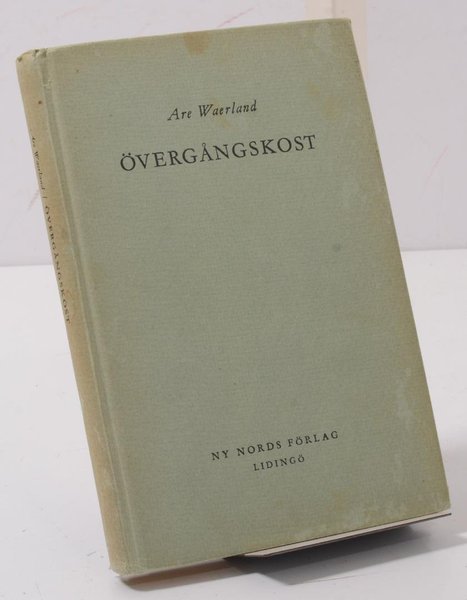 Are Waerland
ÖVERGÅNGSKOST
NY NORDS FÖRLAG
LIDINGÖ
Are Waerland / ÖVERGÅNGSKOST